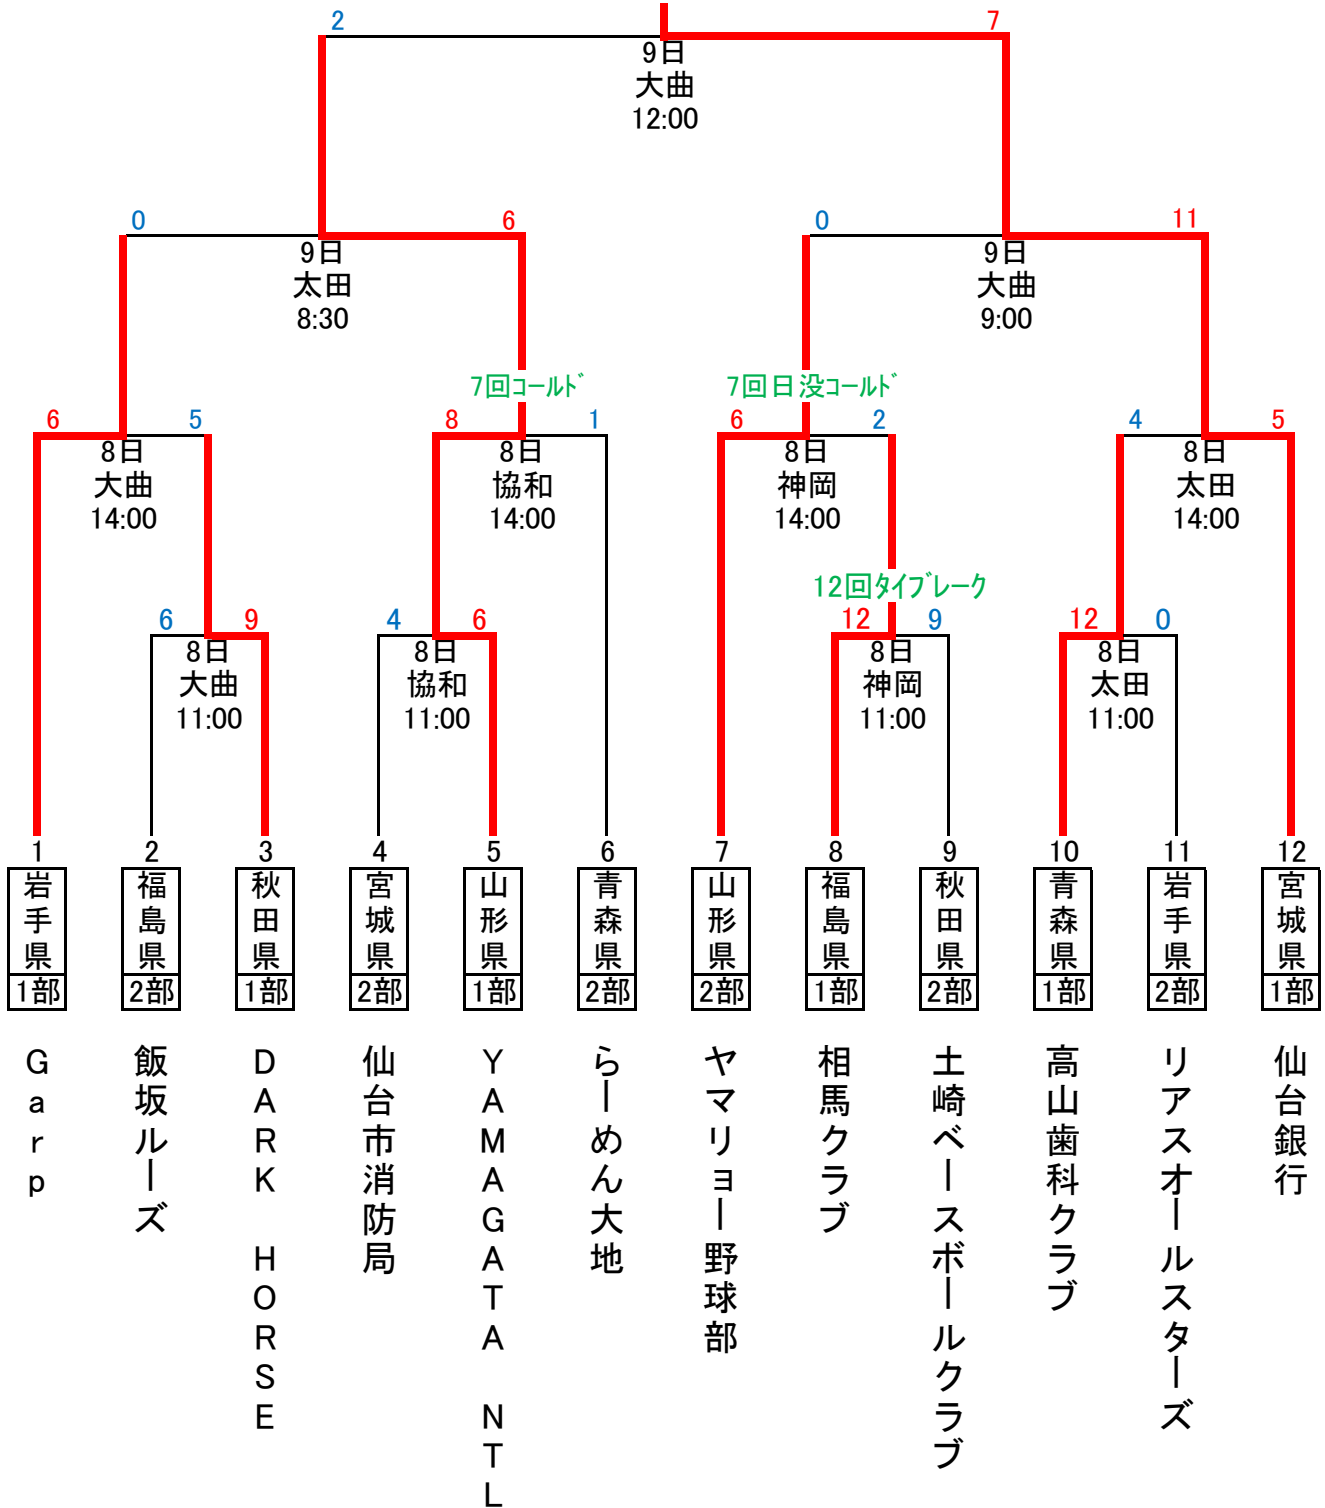 2
7
9日
大曲
12:00
0
6
9日
太田
8:30
0
11
9日
大曲
9:00
7回コールド
7回日没コールド
6
5
8日
大曲
14:00
8
1
8日
協和
14:00
6
2
8日
神岡
14:00
4
5
8日
太田
14:00
12回タイブレーク
6
9
8日
大曲
11:00
4
6
8日
協和
11:00
12
9
8日
神岡
11:00
12
0
8日
太田
11:00
1
岩手県
1部
Garp
2
福島県
2部
飯坂ルーズ
3
秋田県
1部
DARK HORSE
4
宮城県
2部
仙台市消防局
5
山形県
1部
YAMAGATA NTL
6
青森県
2部
らーめん大地
7
山形県
2部
ヤマリョー野球部
8
福島県
1部
相馬クラブ
9
秋田県
2部
土崎ベースボールクラブ
10
青森県
1部
高山歯科クラブ
11
岩手県
2部
リアスオールスターズ
12
宮城県
1部
仙台銀行